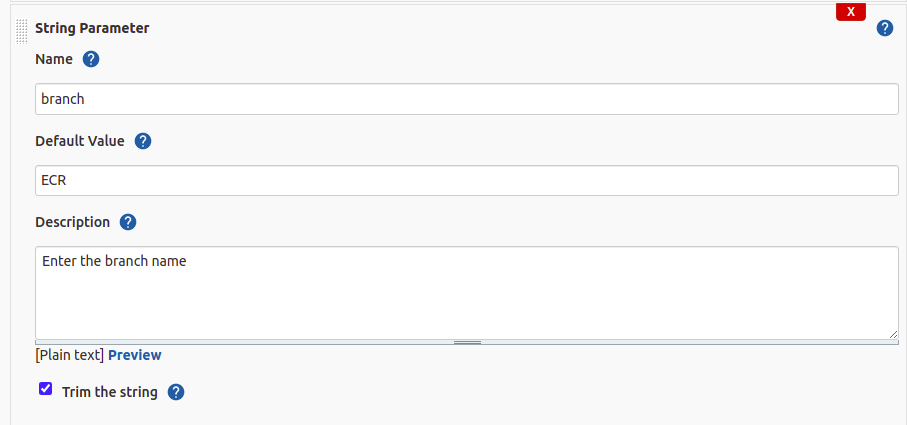 X
String Parameter ?
Name ?
branch
Default Value ?
ECR
Description ?
Enter the branch name
[Plain text] Preview
Trim the string ?